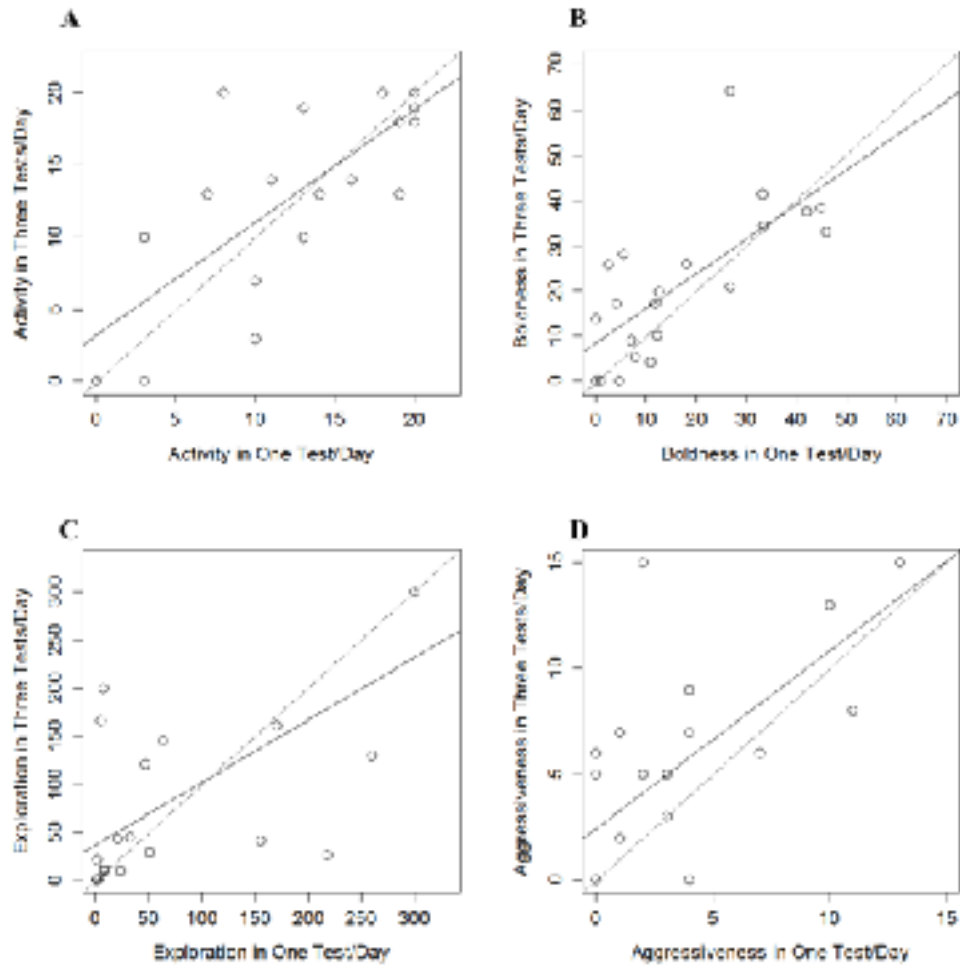 A
Activity in Three Tests/Day
20
15
10
5
0
0 5 10 15 20
Activity in One Test/Day
B
Boldness in Three Tests/Day
70
60
50
40
30
20
10
0
0 10 20 30 40 50 60 70
Boldness in One Test/Day
C
Exploration in Three Tests/Day
300
250
200
150
100
50
0
0 50 100 150 200 250 300
Exploration in One Test/Day
D
Aggressiveness in Three Tests/Day
15
10
5
0
0 5 10 15
Aggressiveness in One Test/Day